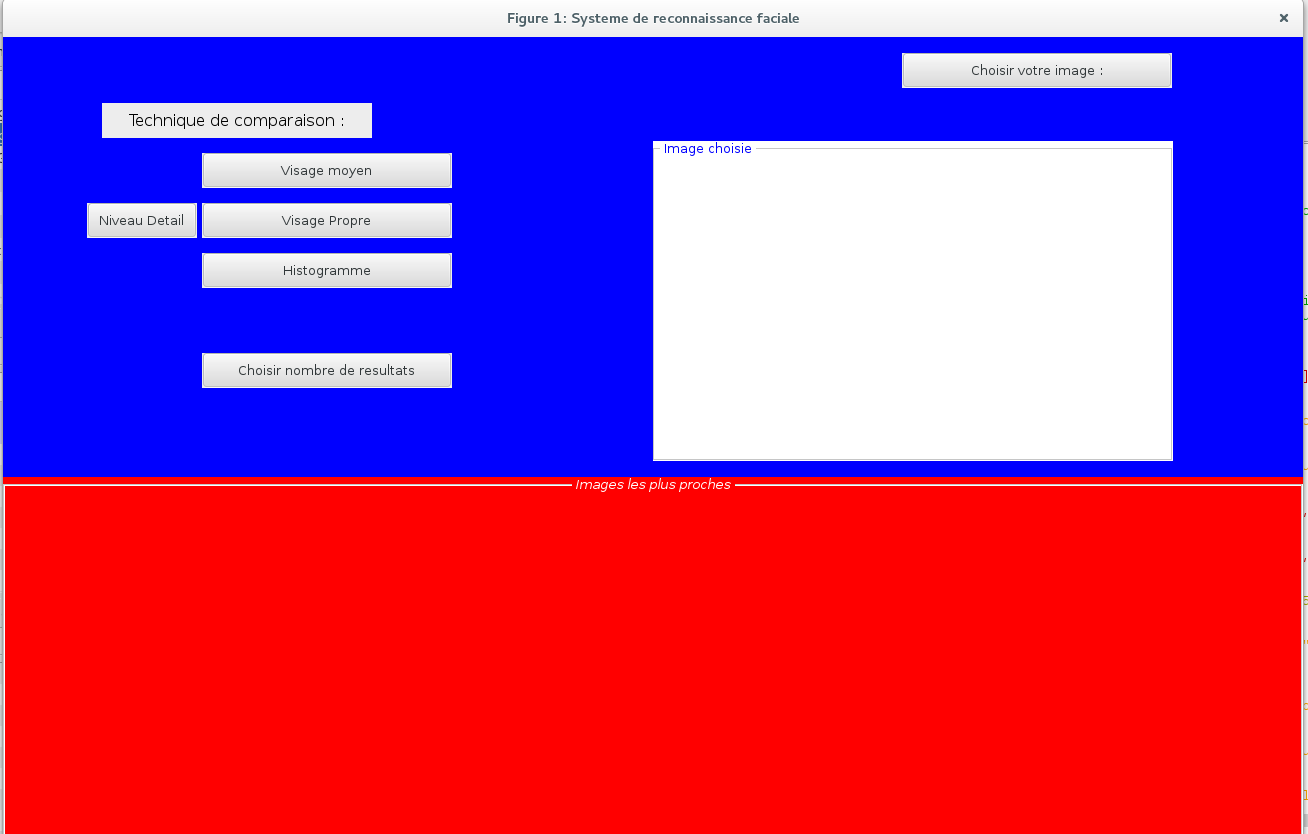 Figure 1: Systeme de reconnaissance faciale
Choisir votre image :
Technique de comparaison :
Image choisie
Visage moyen
Niveau Detail
Visage Propre
Histogramme
Choisir nombre de resultats
Images les plus proches